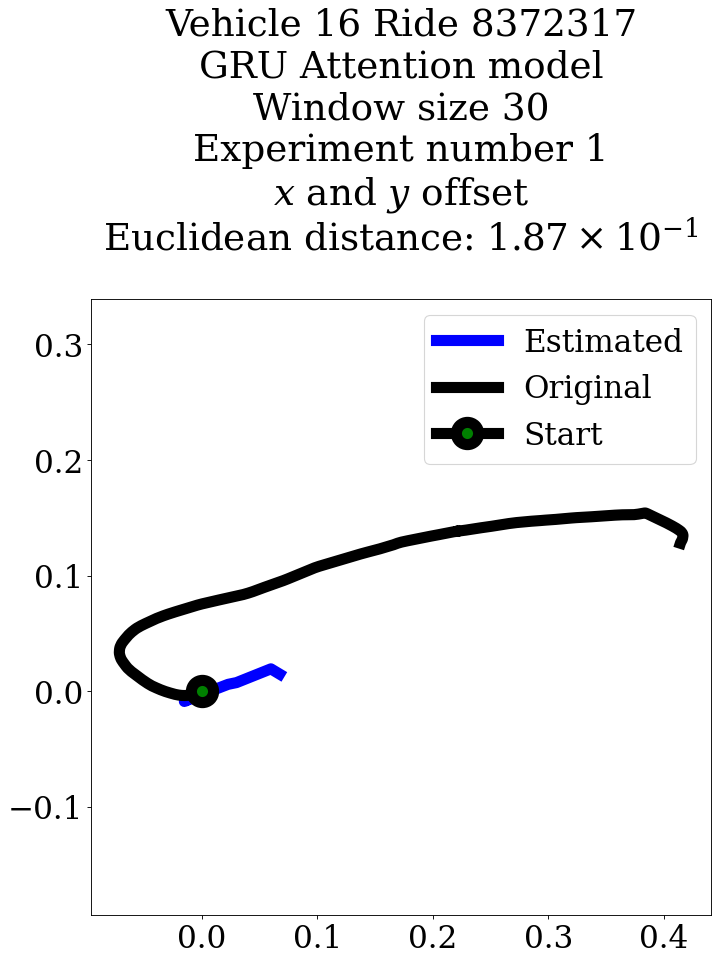 Vehicle 16 Ride 8372317
GRU Attention model
Window size 30
Experiment number 1
x and y offset
Euclidean distance: 1.87 × 10⁻¹
Estimated
Original
Start
0.3
0.2
0.1
0.0
−0.1
0.0 0.1 0.2 0.3 0.4